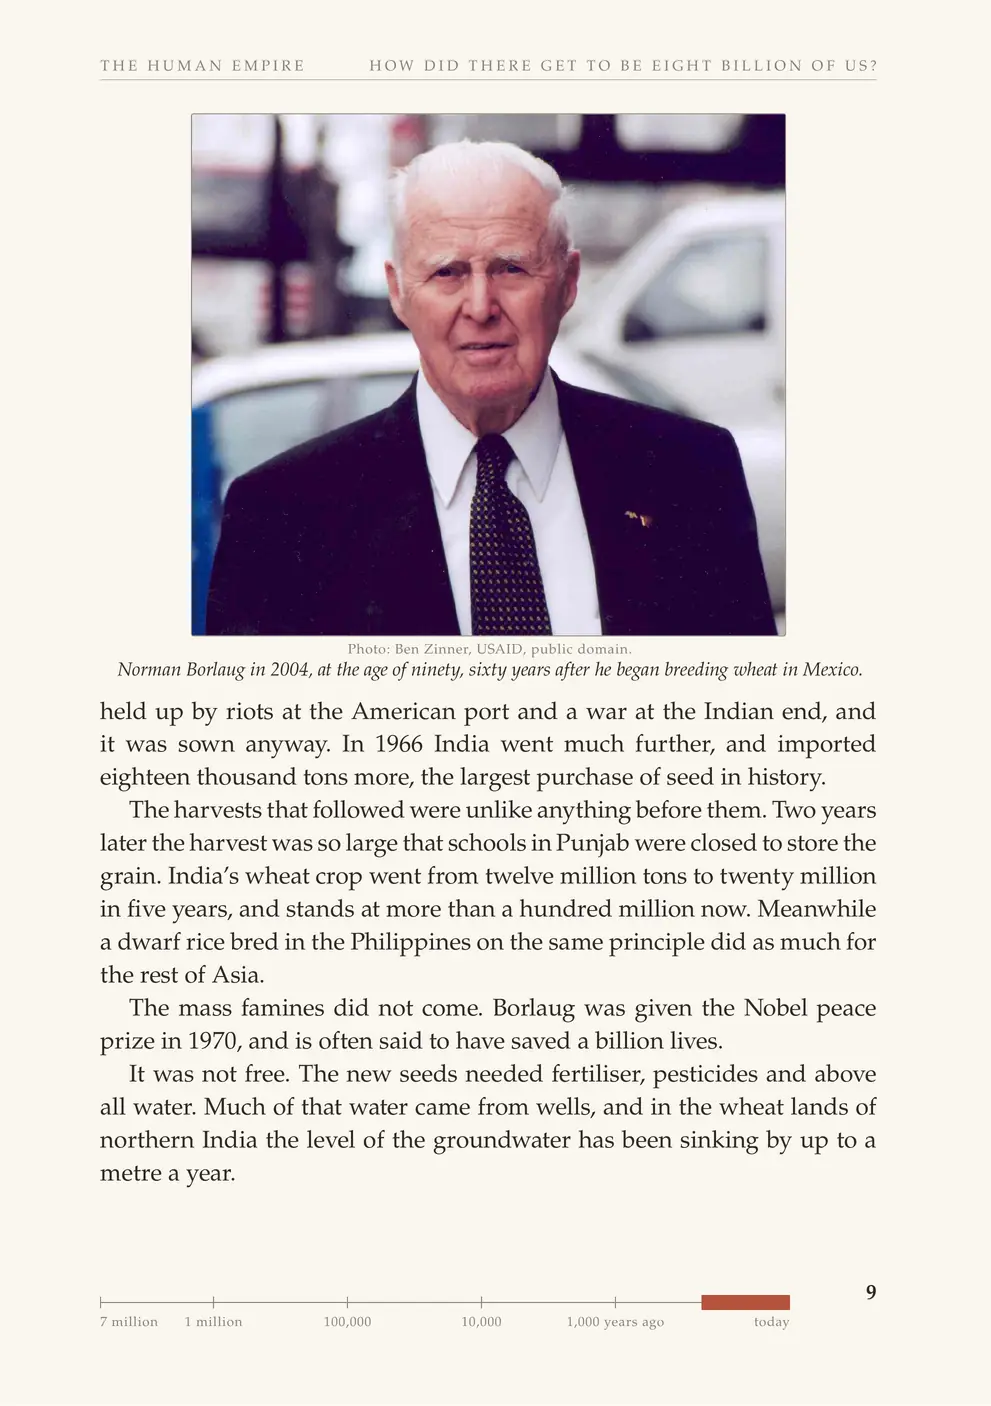 THE HUMAN EMPIRE
HOW DID THERE GET TO BE EIGHT BILLION OF US?
Photo: Ben Zinner, USAID, public domain.
Norman Borlaug in 2004, at the age of ninety, sixty years after he began breeding wheat in Mexico.
held up by riots at the American port and a war at the Indian end, and
it was sown anyway. In 1966 India went much further, and imported
eighteen thousand tons more, the largest purchase of seed in history.
The harvests that followed were unlike anything before them. Two years
later the harvest was so large that schools in Punjab were closed to store the
grain. India’s wheat crop went from twelve million tons to twenty million
in five years, and stands at more than a hundred million now. Meanwhile
a dwarf rice bred in the Philippines on the same principle did as much for
the rest of Asia.
The mass famines did not come. Borlaug was given the Nobel peace
prize in 1970, and is often said to have saved a billion lives.
It was not free. The new seeds needed fertiliser, pesticides and above
all water. Much of that water came from wells, and in the wheat lands of
northern India the level of the groundwater has been sinking by up to a
metre a year.
9
7 million
1 million
100,000
10,000
1,000 years ago
today